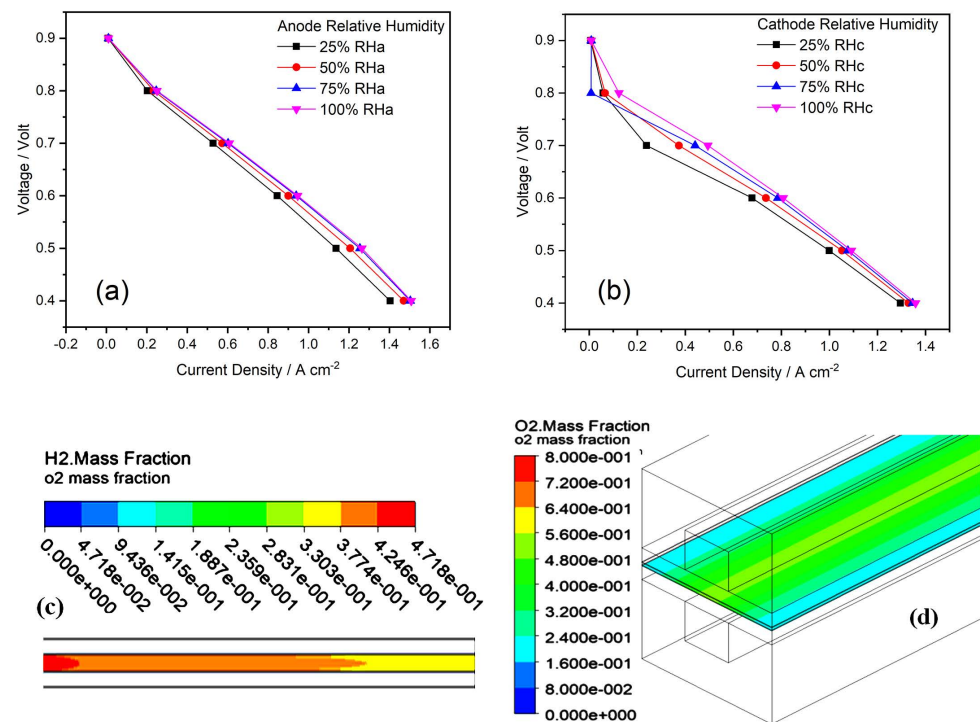 Anode Relative Humidity
25% RHa
50% RHa
75% RHa
100% RHa
0.9
0.8
0.7
0.6
0.5
0.4
Voltage / Volt
(a)
-0.2 0.0 0.2 0.4 0.6 0.8 1.0 1.2 1.4 1.6
Current Density / A cm-2
Cathode Relative Humidity
25% RHc
50% RHc
75% RHc
100% RHc
0.9
0.8
0.7
0.6
0.5
0.4
Voltage / Volt
(b)
0.0 0.2 0.4 0.6 0.8 1.0 1.2 1.4
Current Density / A cm-2
H2.Mass Fraction
o2 mass fraction
0.000e+000
4.718e-002
9.436e-002
1.415e-001
1.887e-001
2.359e-001
2.831e-001
3.303e-001
3.774e-001
4.246e-001
4.718e-001
(c)
O2.Mass Fraction
o2 mass fraction
8.000e-001
7.200e-001
6.400e-001
5.600e-001
4.800e-001
4.000e-001
3.200e-001
2.400e-001
1.600e-001
8.000e-002
0.000e+000
(d)